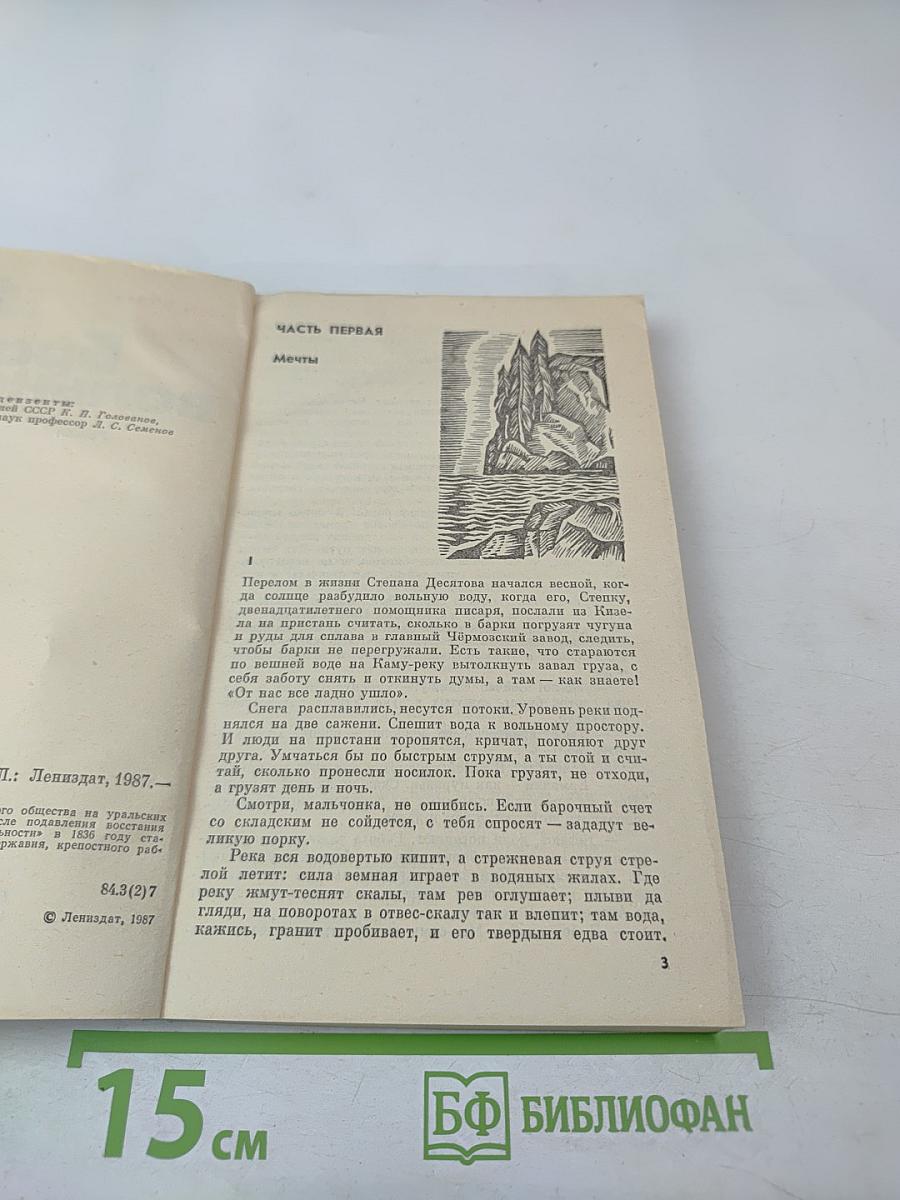 цензенты:
лей СССР К. П. Голованов,
наук профессор Л. С. Семенов
Л.: Лениздат, 1987.—
го общества на уральских
сле подавления восстания
ьности» в 1836 году ста-
ержавия, крепостного раб-
84.3(2)7
© Лениздат, 1987
ЧАСТЬ ПЕРВАЯ
Мечты
I
Перелом в жизни Степана Десятова начался весной, ког-
да солнце разбудило вольную воду, когда его, Степку,
двенадцатилетнего помощника писаря, послали из Кизе-
ла на пристань считать, сколько в барки погрузят чугуна
и руды для сплава в главный Чёрмозский завод, следить,
чтобы барки не перегружали. Есть такие, что стараются
по вешней воде на Каму-реку вытолкнуть завал груза, с
себя заботу снять и откинуть думы, а там — как знаете!
«От нас все ладно ушло».
Снега расплавились, несутся потоки. Уровень реки под-
нялся на две сажени. Спешит вода к вольному простору.
И люди на пристани торопятся, кричат, погоняют друг
друга. Умчаться бы по быстрым струям, а ты стой и счи-
тай, сколько пронесли носилок. Пока грузят, не отходи,
а грузят день и ночь.
Смотри, мальчонка, не ошибись. Если барочный счет
со складским не сойдется, с тебя спросят — зададут ве-
ликую порку.
Река вся водовертью кипит, а стрежневая струя стре-
лой летит: сила земная играет в водяных жилах. Где
реку жмут-теснят скалы, там рев оглушает; плыви да
гляди, на поворотах в отвес-скалу так и влепит; там вода,
кажись, гранит пробивает, и его твердыня едва стоит.
3
15 см
БФ БИБЛИОФАН